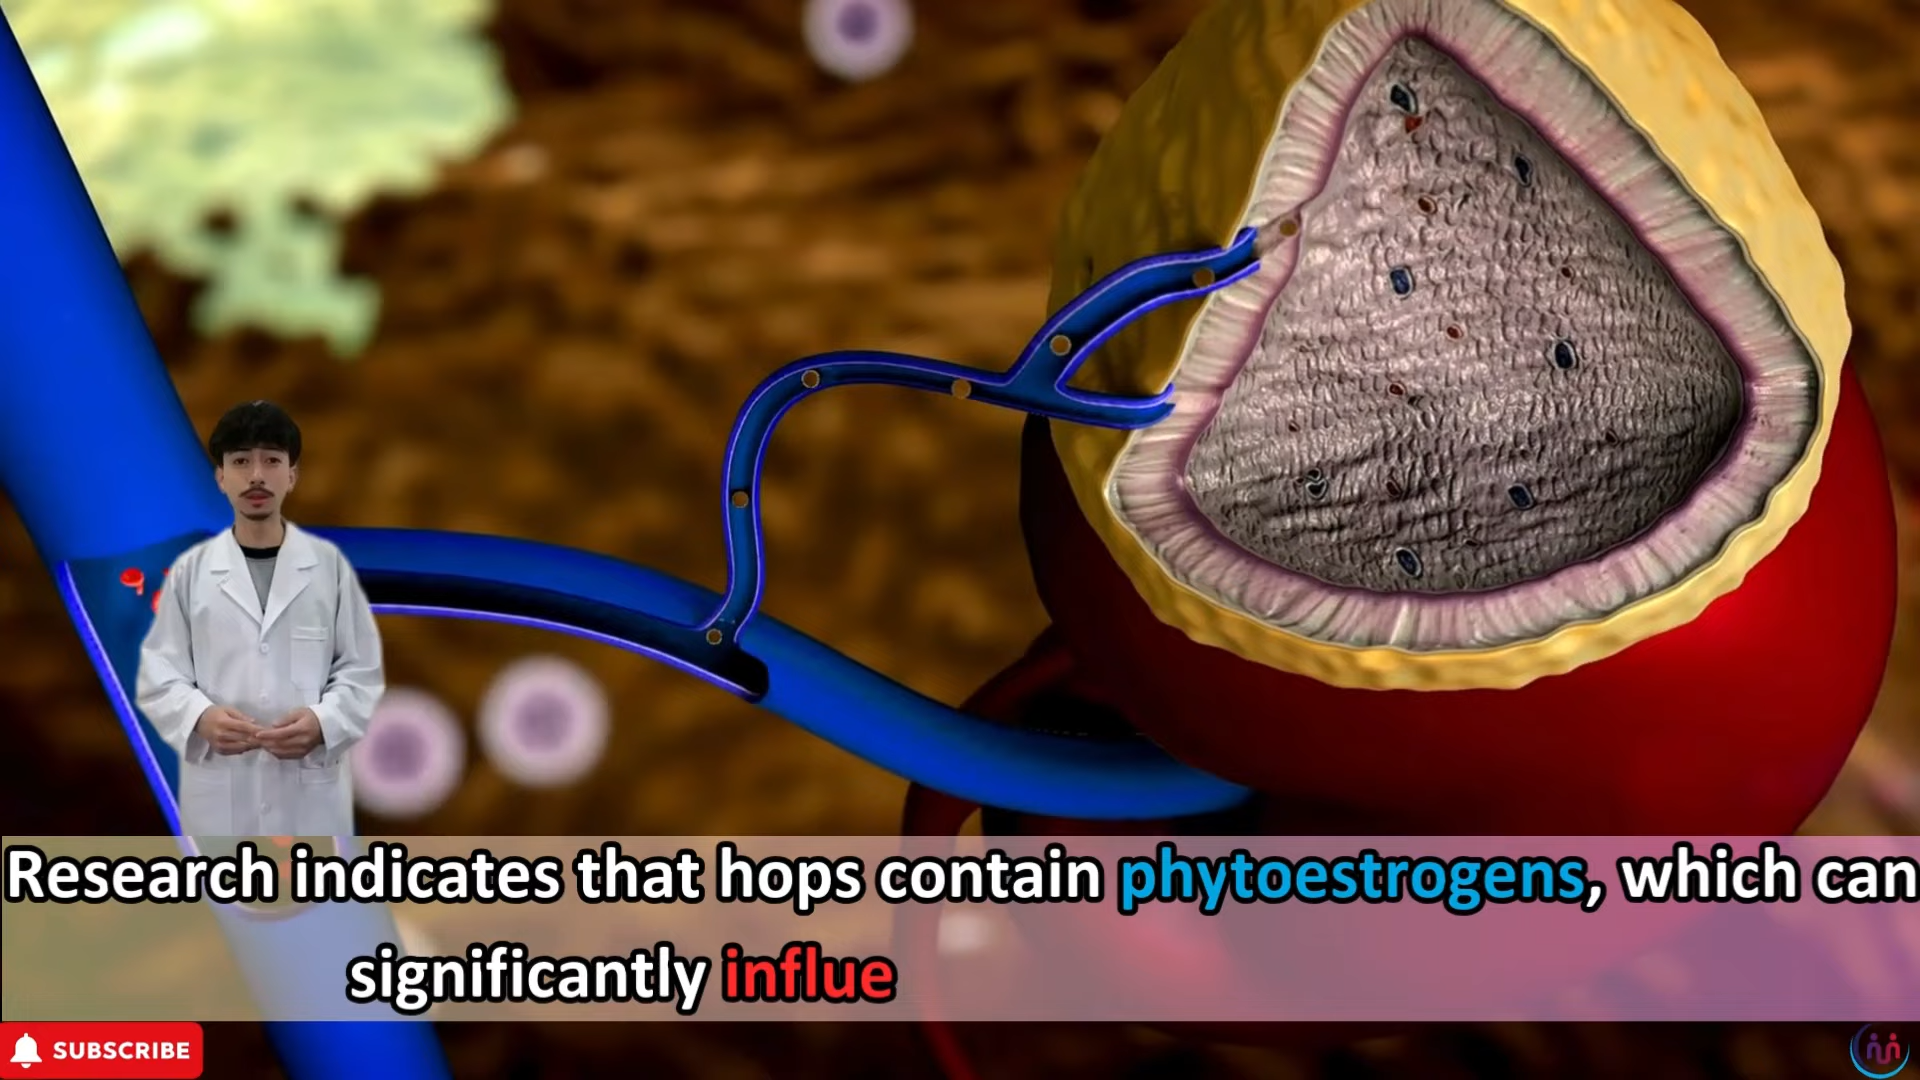 Research indicates that hops contain phytoestrogens, which can
significantly influe
SUBSCRIBE